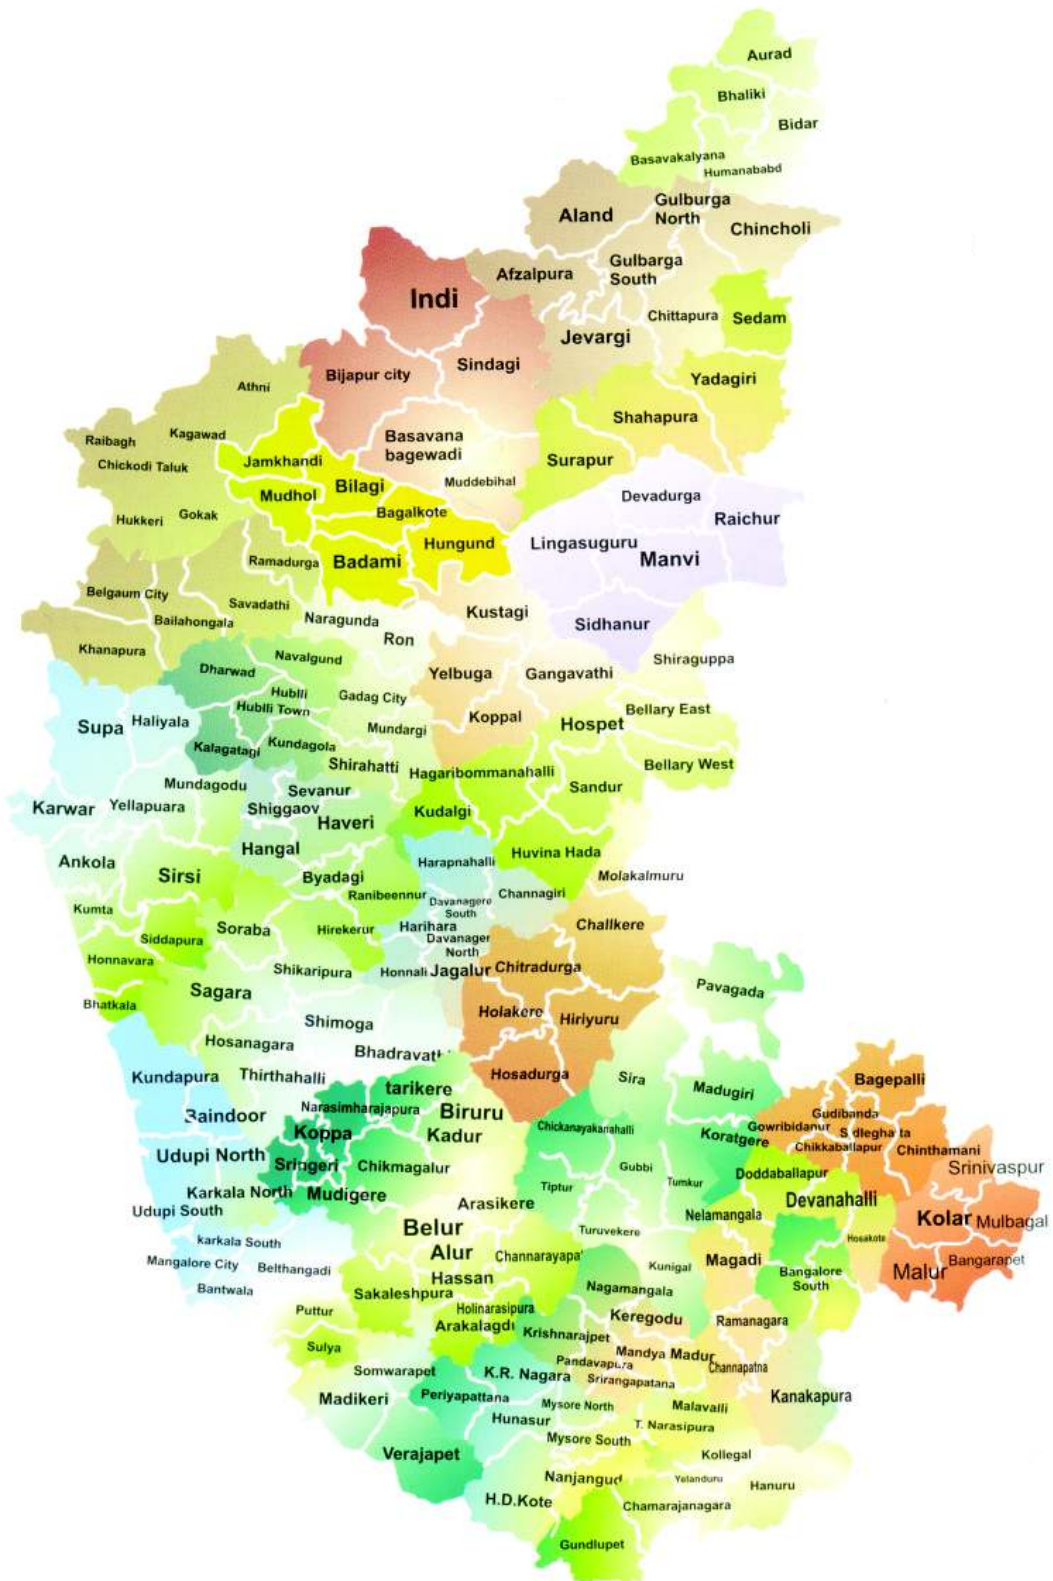 Aurad
Bhaliki
Bidar
Basavakalyana
Humanababd
Aland
Gulburga
North
Chincholi
Afzalpura
Gulbarga
South
Indi
Chittapura
Sedam
Jevargi
Sindagi
Bijapur city
Yadagiri
Athni
Shahapura
Kagawad
Raibagh
Basavana
bagewadi
Jamkhandi
Surapur
Chickodi Taluk
Muddebihal
Bilagi
Mudhol
Devadurga
Bagalkote
Gokak
Hukkeri
Raichur
Hungund
Lingasuguru
Manvi
Ramadurga
Badami
Belgaum City
Savadathi
Kustagi
Naragunda
Bailahongala
Sidhanur
Ron
Khanapura
Navalgund
Shiraguppa
Dharwad
Yelbuga
Gangavathi
Hublli
Gadag City
Hublli Town
Bellary East
Koppal
Haliyala
Supa
Mundargi
Hospet
Kundagola
Kalagatagi
Shirahatti
Bellary West
Hagaribommanahalli
Mundagodu
Sandur
Sevanur
Karwar
Yellapuara
Shiggaov
Kudalgi
Haveri
Hangal
Huvina Hada
Ankola
Harapnahalli
Sirsi
Byadagi
Molakalmuru
Ranibeennur
Channagiri
Davanagere
South
Kumta
Challkere
Soraba
Hirekerur
Harihara
Siddapura
Davanager
North
Honnavara
Shikaripura
Honnali
Jagalur
Chitradurga
Pavagada
Sagara
Bhatkala
Holakere
Hiriyuru
Shimoga
Hosanagara
Bhadravat
Kundapura
Thirthahalli
Hosadurga
Sira
Bagepalli
tarikere
Madugiri
Narasimharajapura
Biruru
Baindoor
Gudibanda
Koppa
Kadur
Chickanayakanahalli
Koratgere
Gowribidanur
Chikkaballapur
Chinthamani
Udupi North
Sringeri
Chikmagalur
Gubbi
Srinivaspur
Doddaballapur
Tumkur
Tiptur
Karkala North
Mudigere
Arasikere
Devanahalli
Udupi South
Nelamangala
Kolar
Mulbagal
Belur
Turuvekere
karkala South
Hosakote
Alur
Channarayapat
Mangalore City
Belthangadi
Kunigal
Magadi
Bangarapet
Bangalore
South
Malur
Hassan
Bantwala
Sakaleshpura
Nagamangala
Holinarasipura
Puttur
Keregodu
Ramanagara
Arakalagdu
Krishnarajpet
Sulya
Mandya
Madur
Pandavapura
Channapatna
Somwarapet
K.R. Nagara
Srirangapatana
Madikeri
Periyapattana
Kanakapura
Mysore North
Malavalli
Hunasur
T. Narasipura
Mysore South
Verajapet
Kollegal
Nanjangud
Yelanduru
Hanuru
H.D.Kote
Chamarajanagara
Gundlupet